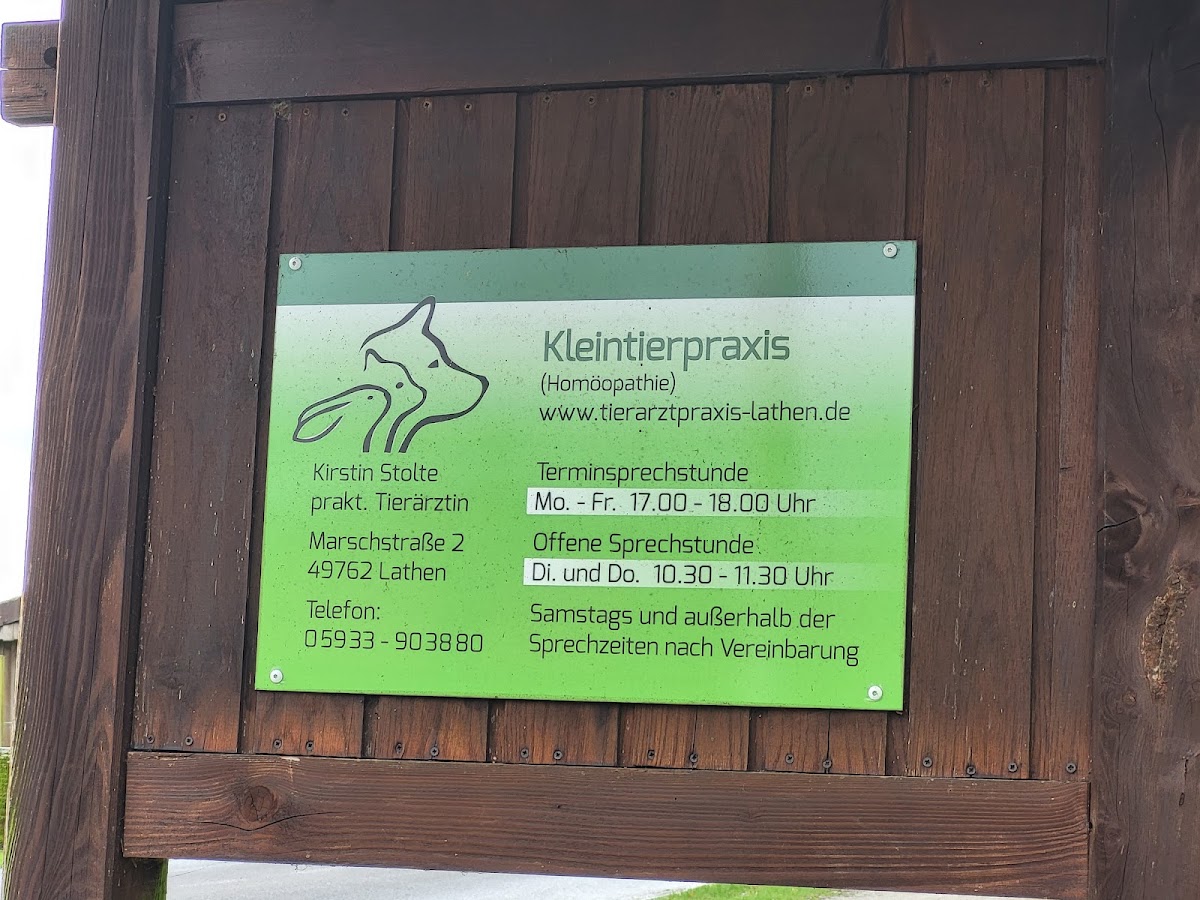 Kleintierpraxis
(Homöopathie)
www.tierarztpraxis-lathen.de
Kirstin Stolte
prakt. Tierärztin
Marschstraße 2
49762 Lathen
Telefon:
05933 - 903880
Terminsprechstunde
Mo. - Fr. 17.00 - 18.00 Uhr
Offene Sprechstunde
Di. und Do. 10.30 - 11.30 Uhr
Samstags und außerhalb der
Sprechzeiten nach Vereinbarung